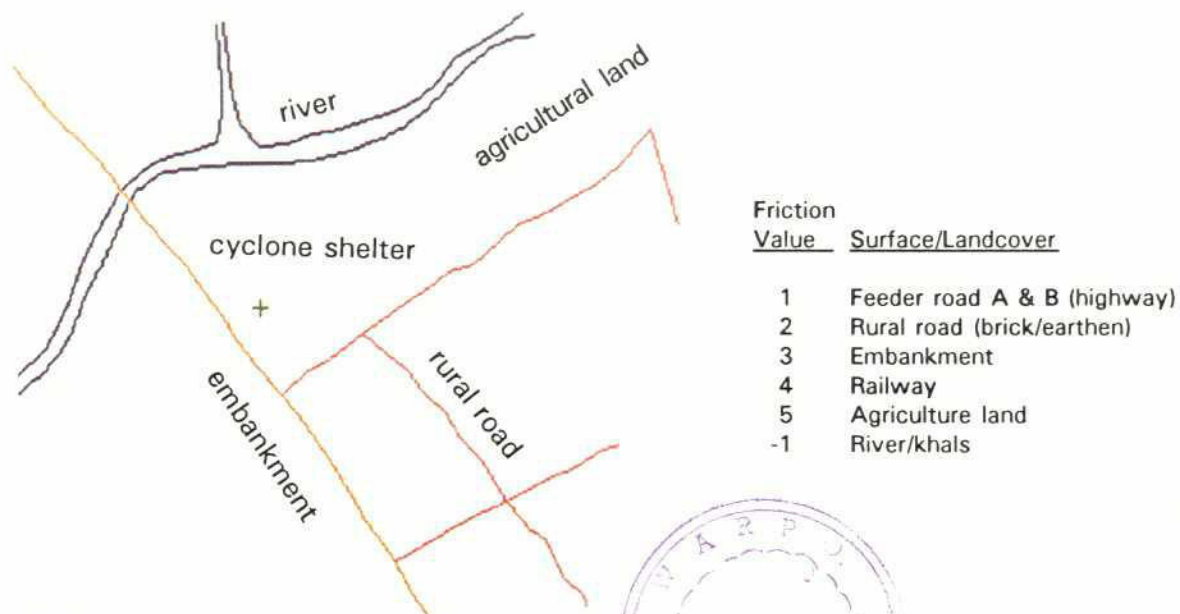 river
agricultural land
cyclone shelter
embankment
rural road
Friction
Value Surface/Landcover
1 Feeder road A & B (highway)
2 Rural road (brick/earthen)
3 Embankment
4 Railway
5 Agriculture land
-1 River/khals
WARPO